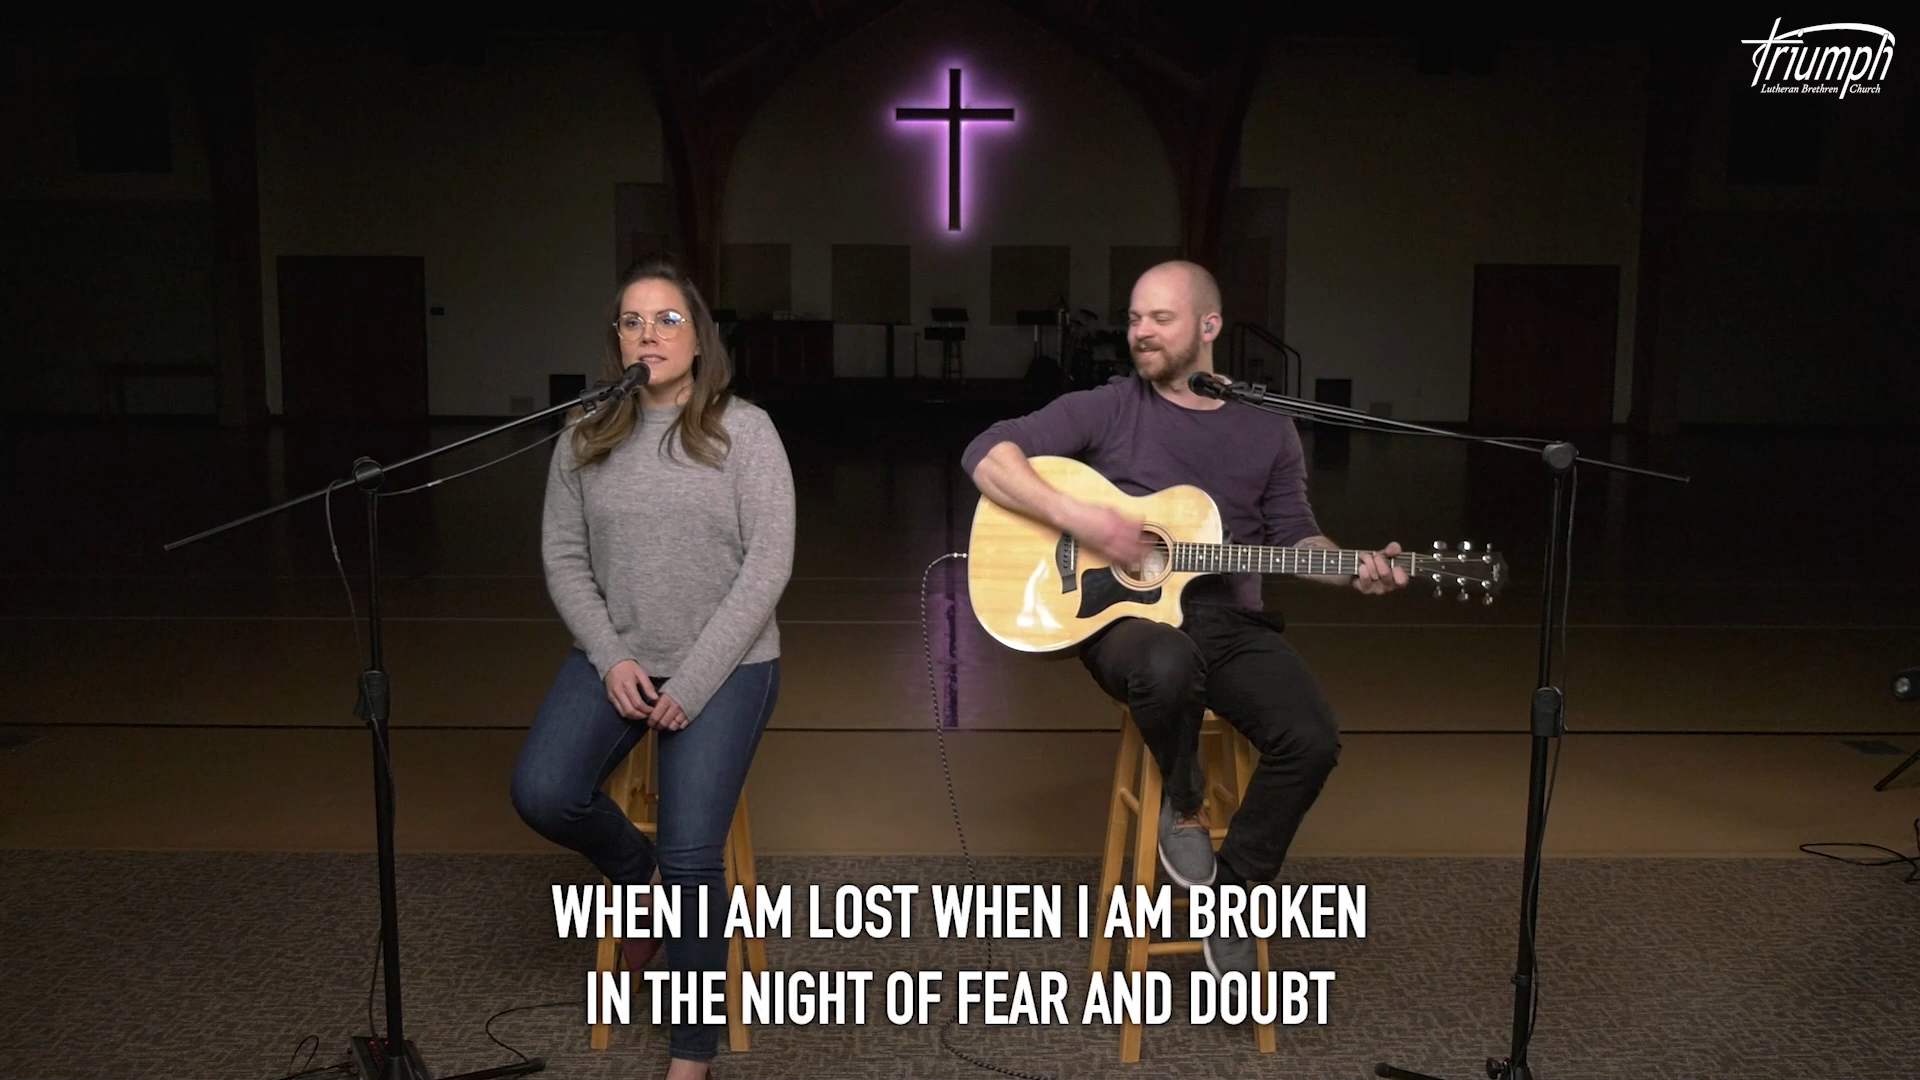 triumph
Lutheran Brethren Church
WHEN I AM LOST WHEN I AM BROKEN
IN THE NIGHT OF FEAR AND DOUBT